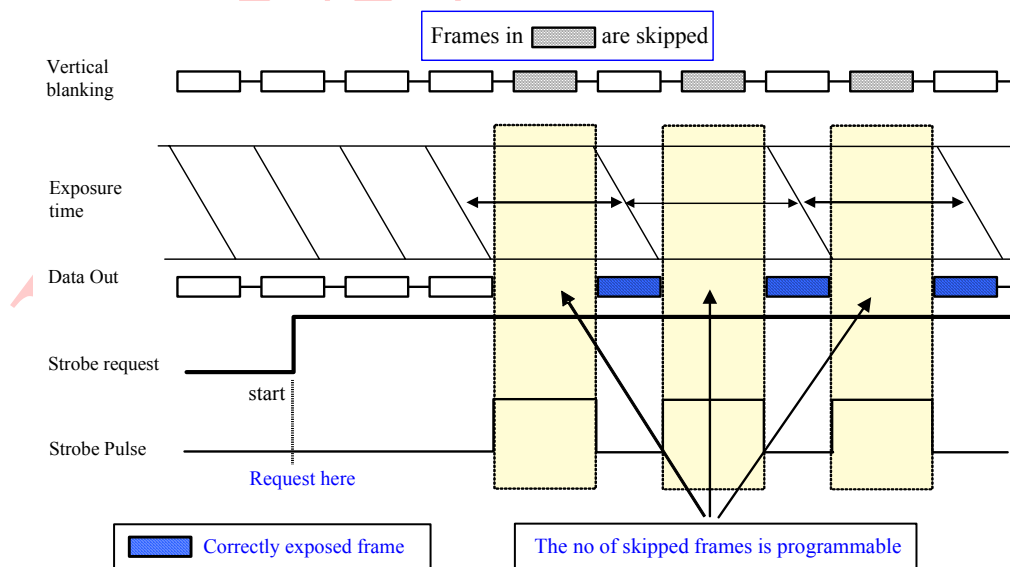 Frames in are skipped
Vertical
blanking
Exposure
time
Data Out
Strobe request
start
Strobe Pulse
Request here
Correctly exposed frame
The no of skipped frames is programmable